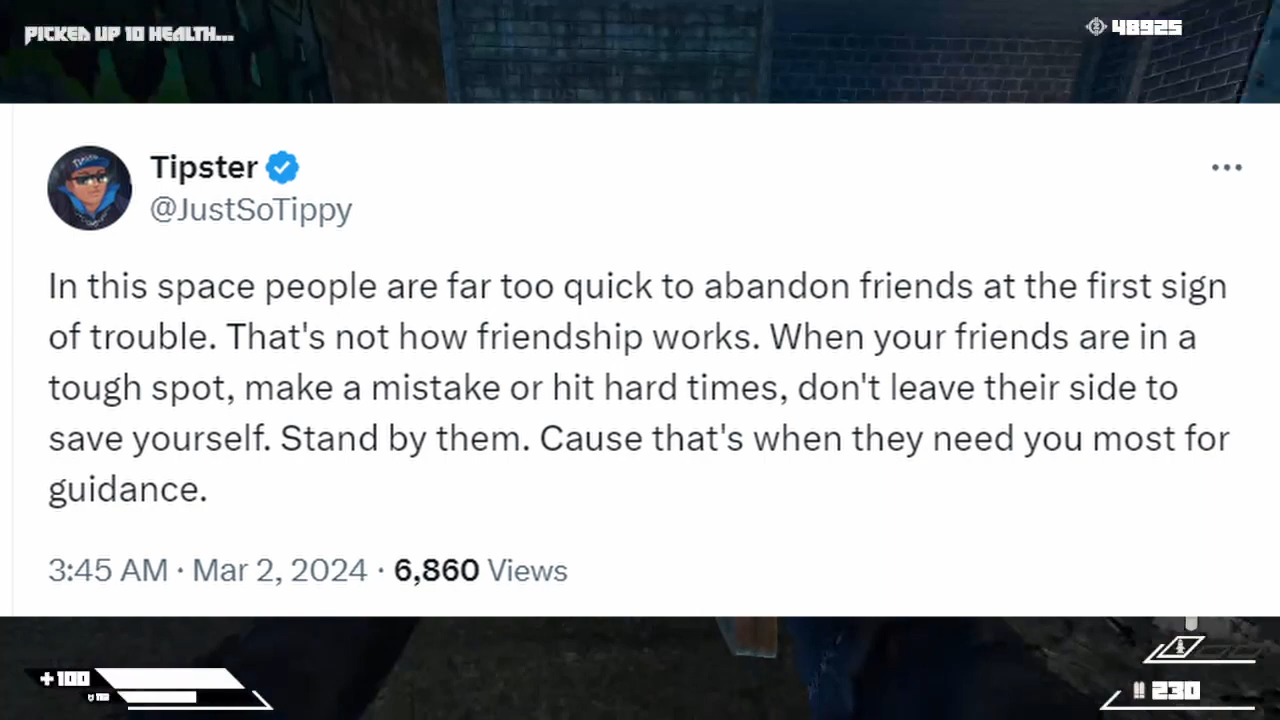 PICKED UP 10 HEALTH...
48925
Tipster
@JustSoTippy
In this space people are far too quick to abandon friends at the first sign
of trouble. That's not how friendship works. When your friends are in a
tough spot, make a mistake or hit hard times, don't leave their side to
save yourself. Stand by them. Cause that's when they need you most for
guidance.
3:45 AM · Mar 2, 2024 · 6,860 Views
+100
230